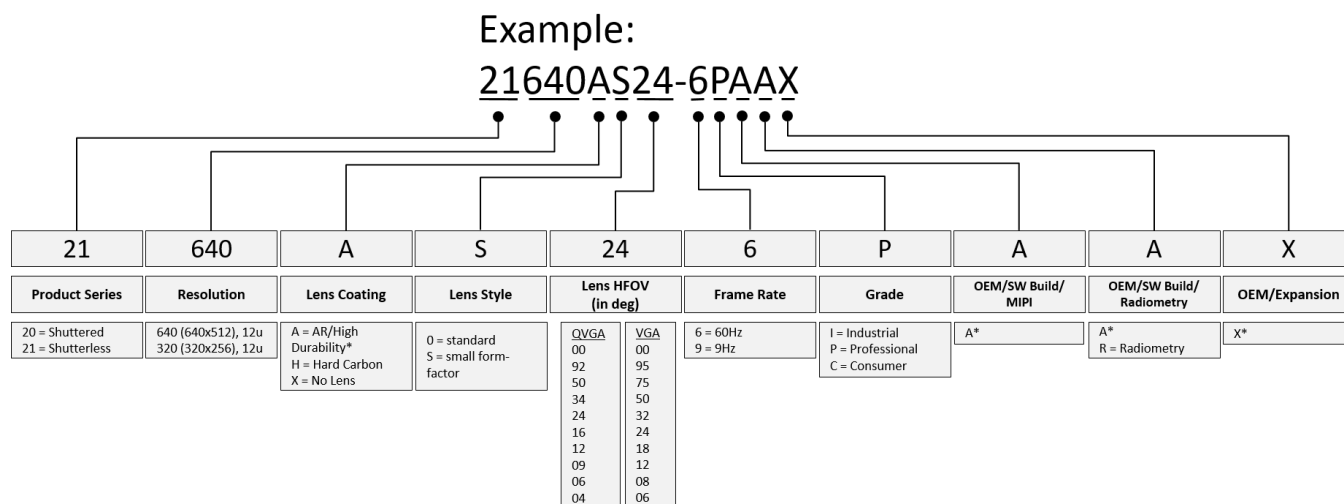 Example:
21640AS24-6PAAX
21 640 A S 24 6 P A A X
Product Series
Resolution
Lens Coating
Lens Style
Lens HFOV
(in deg)
Frame Rate
Grade
OEM/SW Build/
MIPI
OEM/SW Build/
Radiometry
OEM/Expansion
20 = Shuttered
21 = Shutterless
640 (640x512), 12u
320 (320x256), 12u
A = AR/High
Durability*
H = Hard Carbon
X = No Lens
0 = standard
S = small form-
factor
QVGA
00
92
50
34
24
16
12
09
06
04
VGA
00
95
75
50
32
24
18
12
08
06
6 = 60Hz
9 = 9Hz
I = Industrial
P = Professional
C = Consumer
A*
A*
R = Radiometry
X*